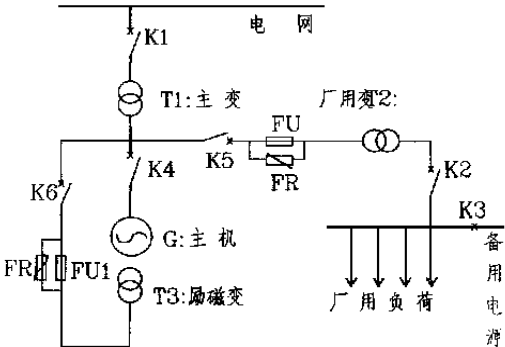 电 网
K1
T1:主 变
厂用变T2:
FU
K5
FR
K4
K2
K6
K3
G:主 机
FR
FU1
T3:励磁变
厂 用 负 荷
备用电源